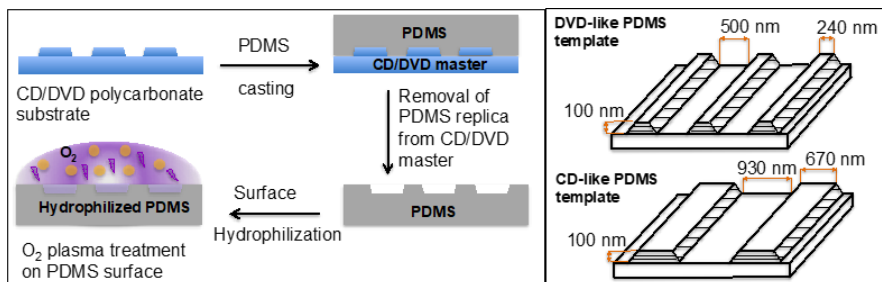 PDMS
casting
CD/DVD polycarbonate
substrate
PDMS
CD/DVD master
Removal of
PDMS replica
from CD/DVD
master
PDMS
Surface
Hydrophilization
O₂
Hydrophilized PDMS
O₂ plasma treatment
on PDMS surface
DVD-like PDMS
template
500 nm
240 nm
100 nm
CD-like PDMS
template
930 nm
670 nm
100 nm